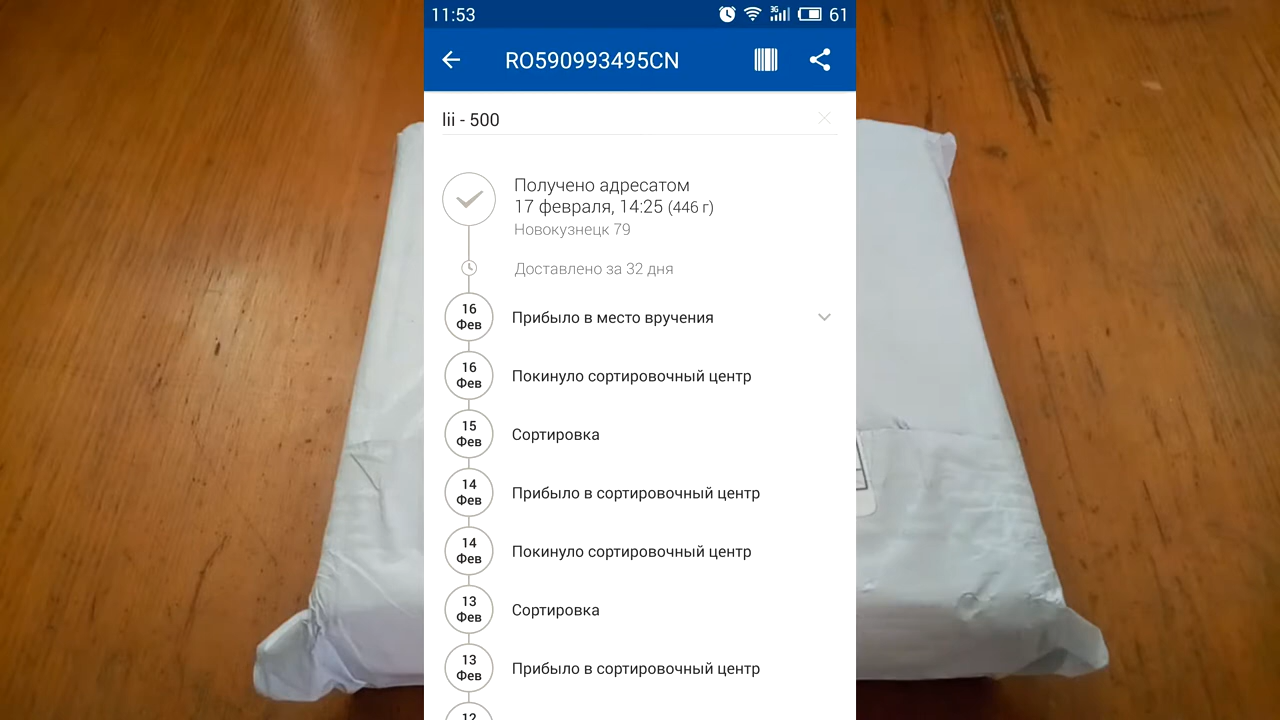 11:53
3G
61
RO590993495CN
lii - 500
Получено адресатом
17 февраля, 14:25 (446 г)
Новокузнецк 79
Доставлено за 32 дня
16
Фев
Прибыло в место вручения
16
Фев
Покинуло сортировочный центр
15
Фев
Сортировка
14
Фев
Прибыло в сортировочный центр
14
Фев
Покинуло сортировочный центр
13
Фев
Сортировка
13
Фев
Прибыло в сортировочный центр
12